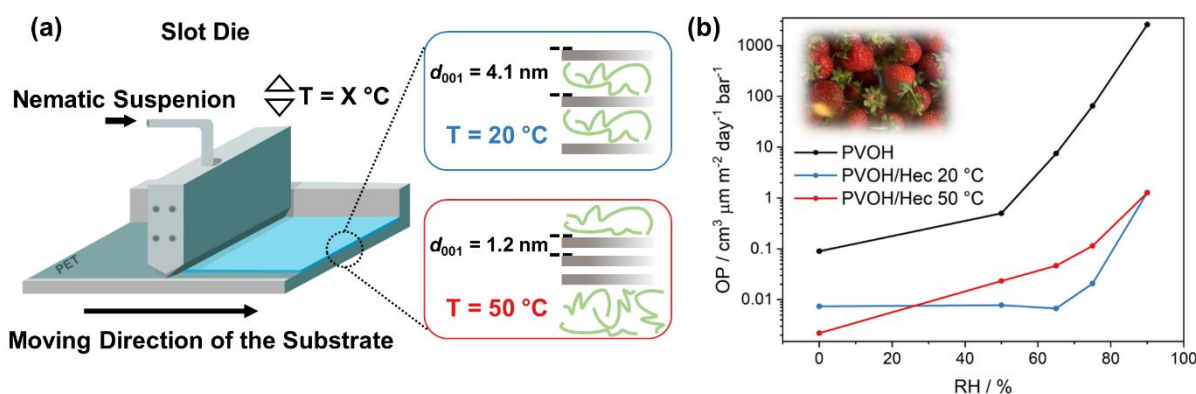 (a)
Slot Die
Nematic Suspenion
T = X °C
PET
Moving Direction of the Substrate
d001 = 4.1 nm
T = 20 °C
d001 = 1.2 nm
T = 50 °C
(b)
OP / cm³ μm m⁻² day⁻¹ bar⁻¹
1000
100
10
1
0.1
0.01
PVOH
PVOH/Hec 20 °C
PVOH/Hec 50 °C
0 20 40 60 80 100
RH / %